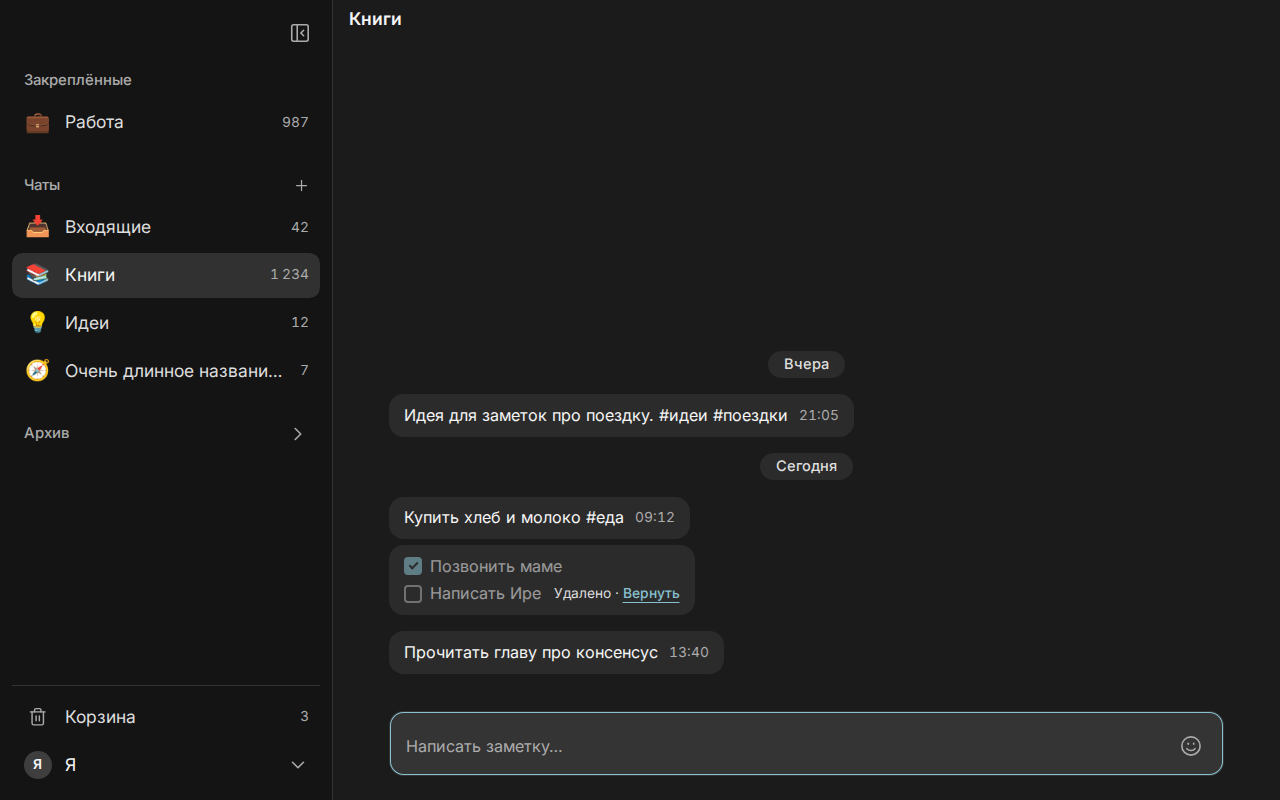 Закреплённые
Работа 987
Чаты
Входящие 42
Книги 1 234
Идеи 12
Очень длинное названи... 7
Архив
Корзина 3
Я Я
Книги
Вчера
Идея для заметок про поездку. #идеи #поездки 21:05
Сегодня
Купить хлеб и молоко #еда 09:12
Позвонить маме
Написать Ире Удалено · Вернуть
Прочитать главу про консенсус 13:40
Написать заметку...